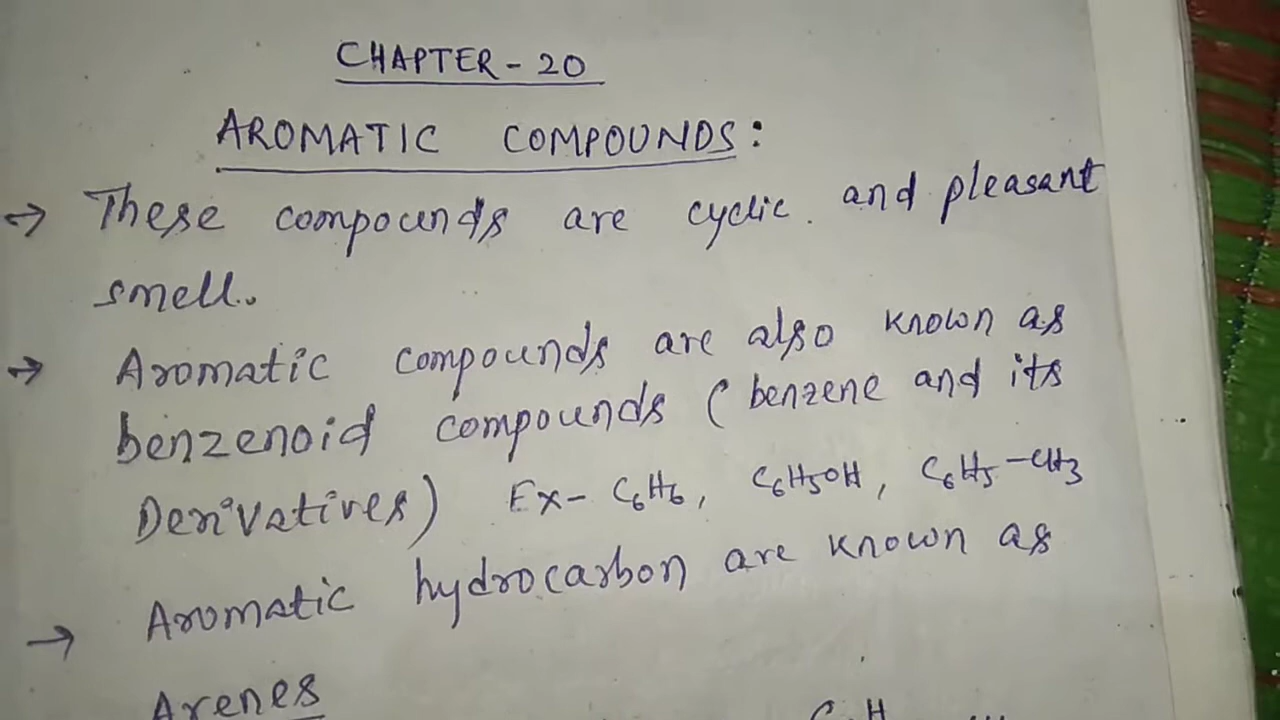 CHAPTER - 20
AROMATIC COMPOUNDS:
→ These compounds are cyclic. and pleasant
smell.
→ Aromatic compounds are also known as
benzenoid compounds (benzene and its
Derivatives) Ex- C6H6, C6H5OH, C6H5-CH3
→ Aromatic hydrocarbon are known as
Arenes